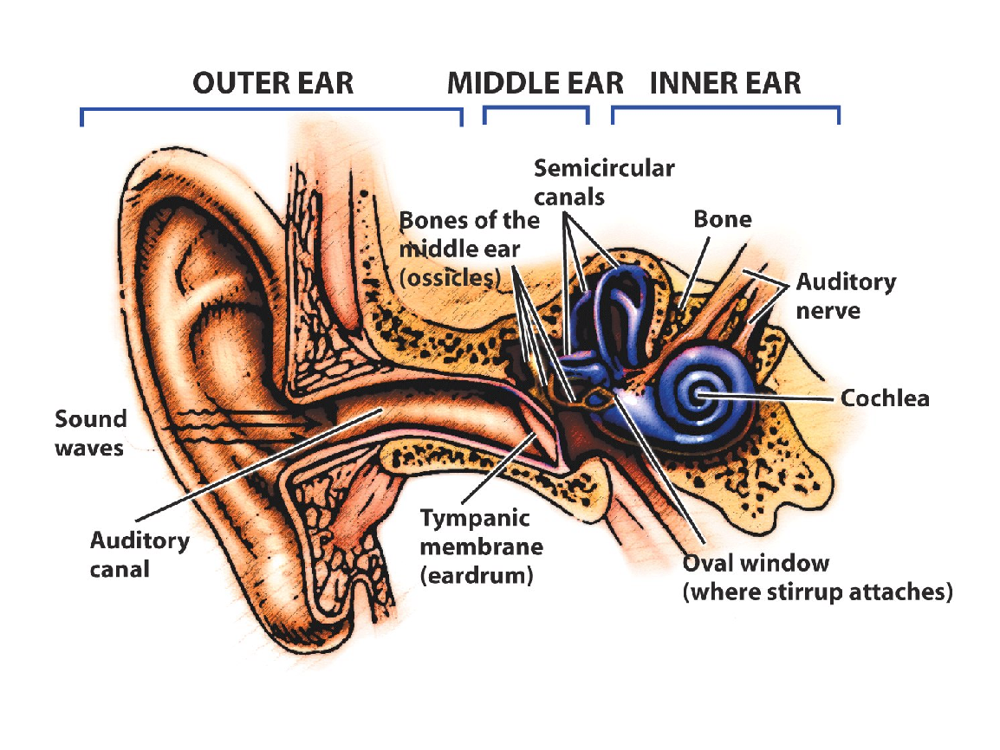 OUTER EAR
MIDDLE EAR
INNER EAR
Semicircular
canals
Bones of the
middle ear
(ossicles)
Bone
Auditory
nerve
Cochlea
Sound
waves
Auditory
canal
Tympanic
membrane
(eardrum)
Oval window
(where stirrup attaches)